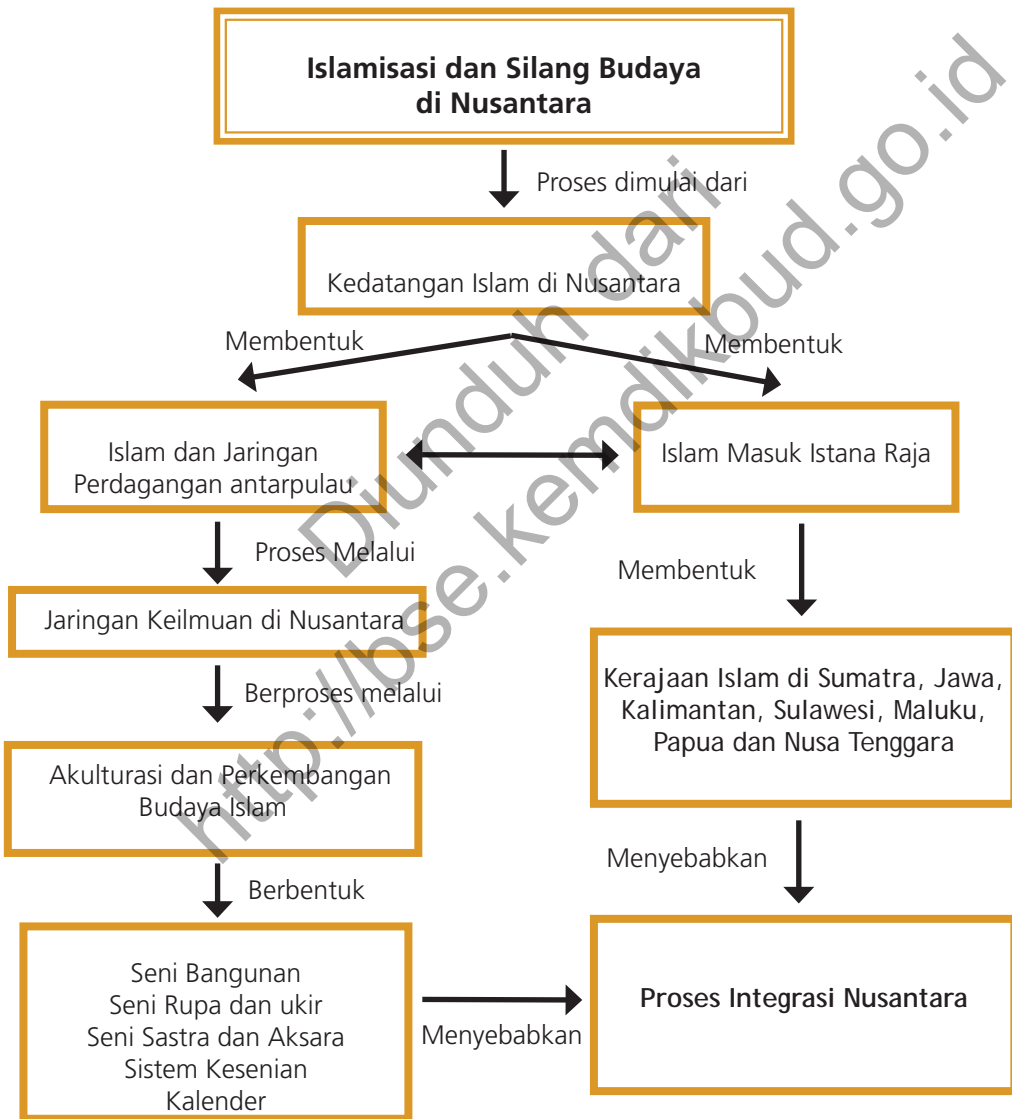 Islamisasi dan Silang Budaya
di Nusantara
Proses dimulai dari
Kedatangan Islam di Nusantara
Membentuk
Membentuk
Islam dan Jaringan
Perdagangan antarpulau
Islam Masuk Istana Raja
Proses Melalui
Membentuk
Jaringan Keilmuan di Nusantara
Berproses melalui
Kerajaan Islam di Sumatra, Jawa,
Kalimantan, Sulawesi, Maluku,
Papua dan Nusa Tenggara
Akulturasi dan Perkembangan
Budaya Islam
Menyebabkan
Berbentuk
Seni Bangunan
Seni Rupa dan ukir
Seni Sastra dan Aksara
Sistem Kesenian
Kalender
Menyebabkan
Proses Integrasi Nusantara
Diunduh dari
http://bse.kemdikbud.go.id